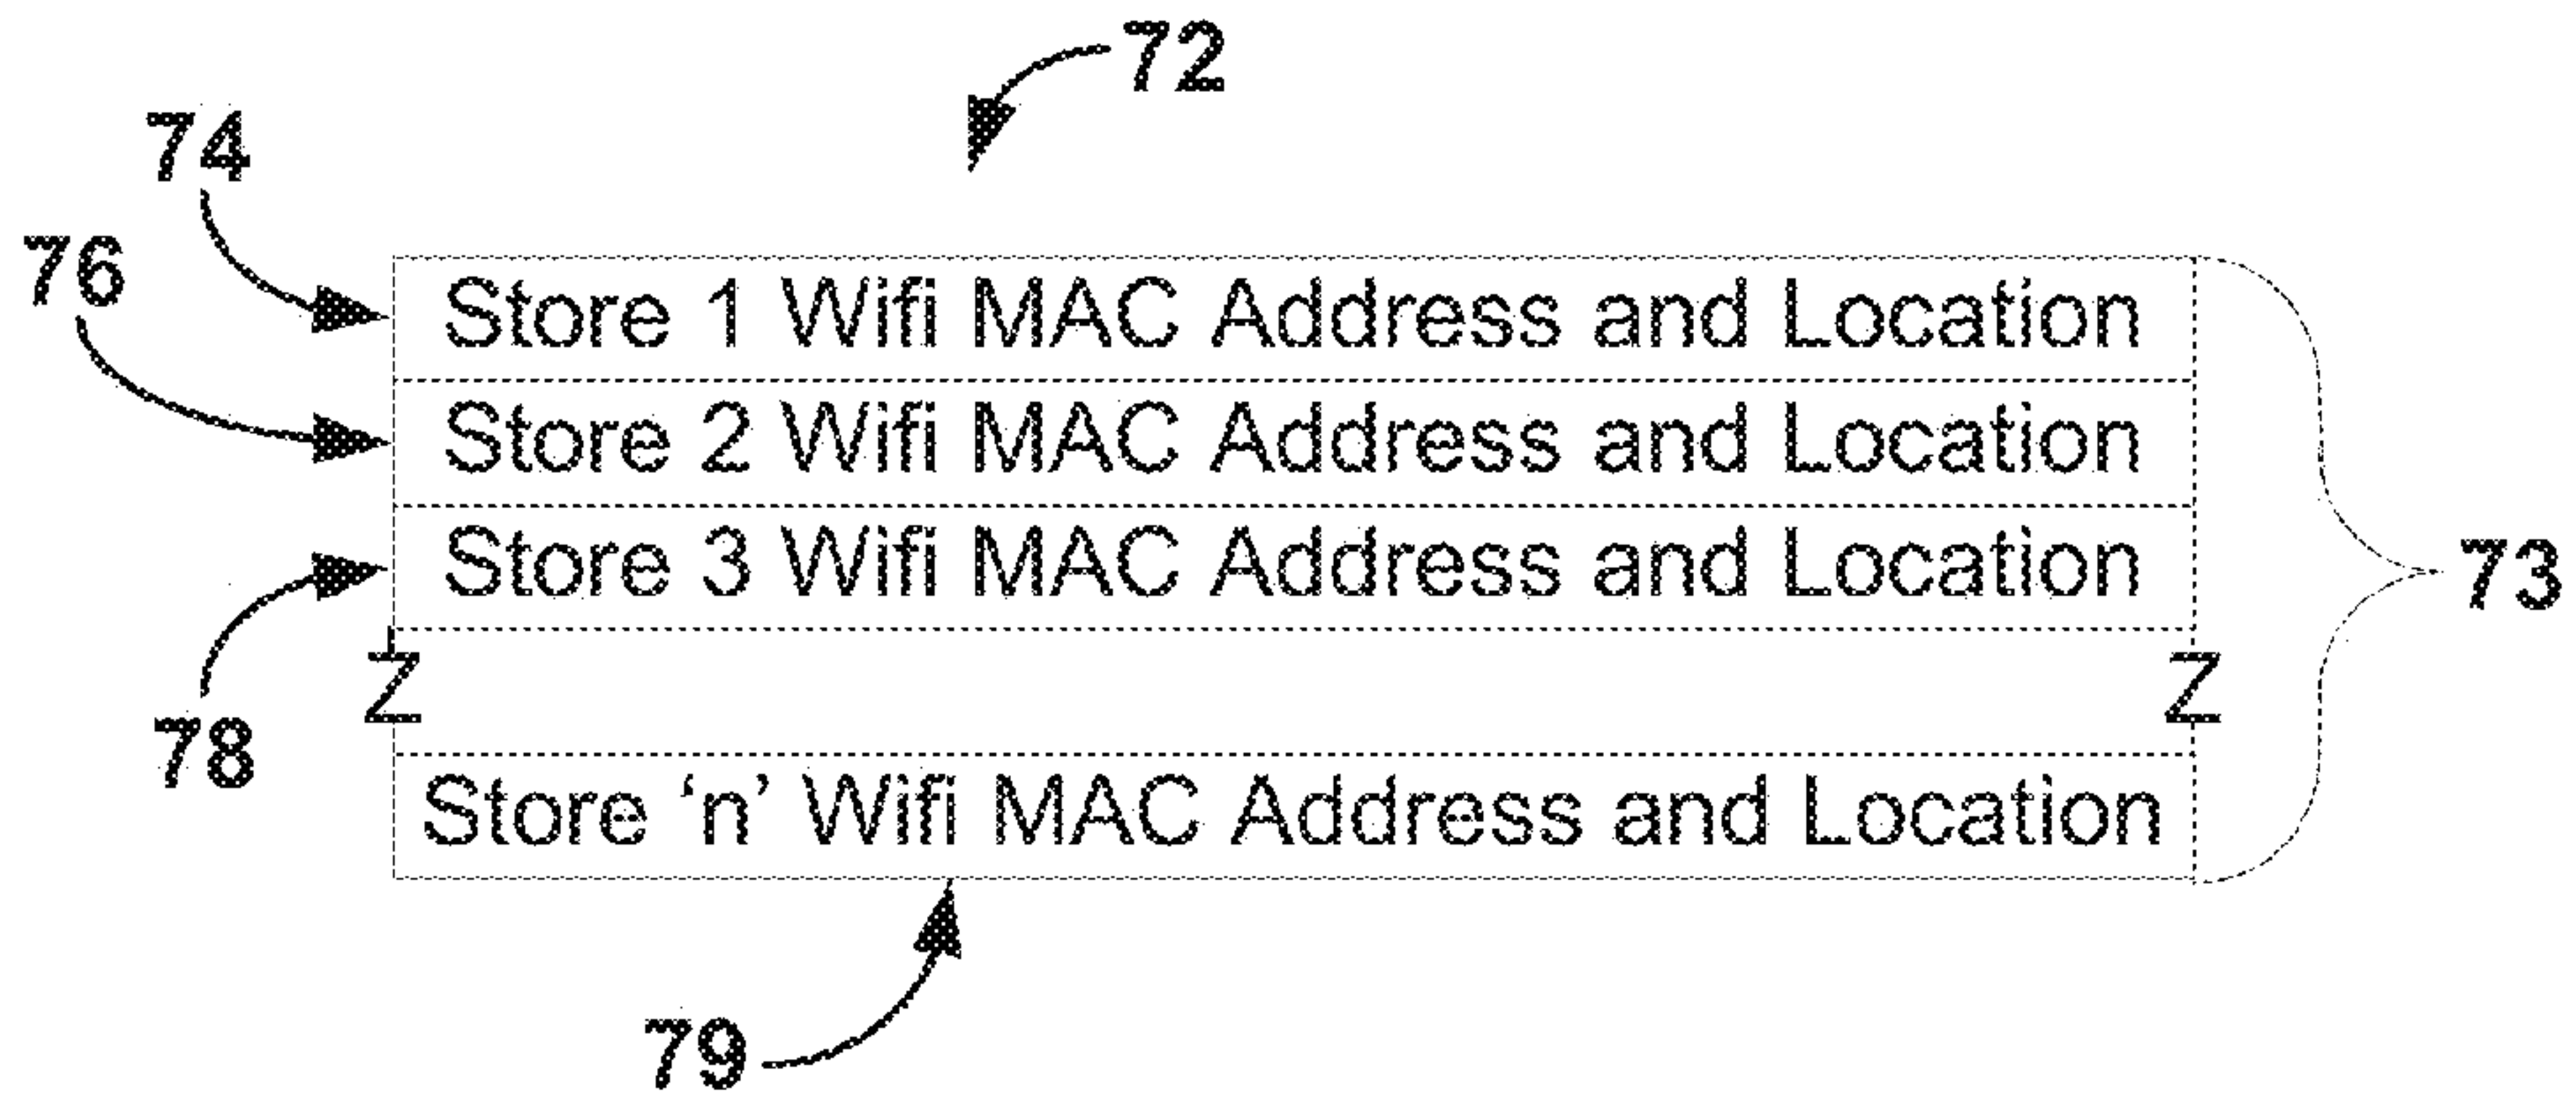 72
74
76
Store 1 Wifi MAC Address and Location
Store 2 Wifi MAC Address and Location
Store 3 Wifi MAC Address and Location
73
Z Z
78
Store ‘n’ Wifi MAC Address and Location
79